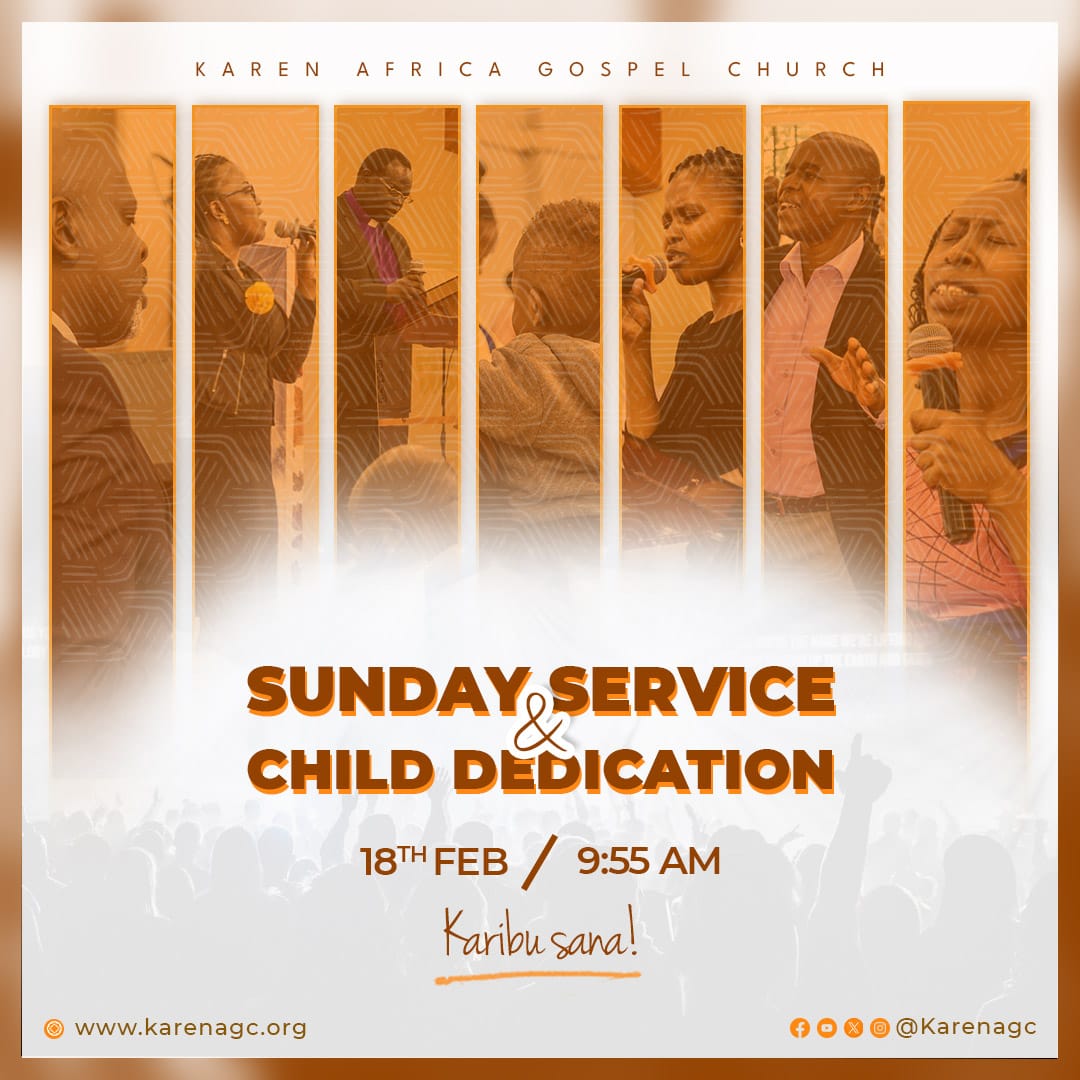 KAREN AFRICA GOSPEL CHURCH
SUNDAY SERVICE
&
CHILD DEDICATION
18TH FEB / 9:55 AM
Karibu sana!
www.karenagc.org
@Karenagc